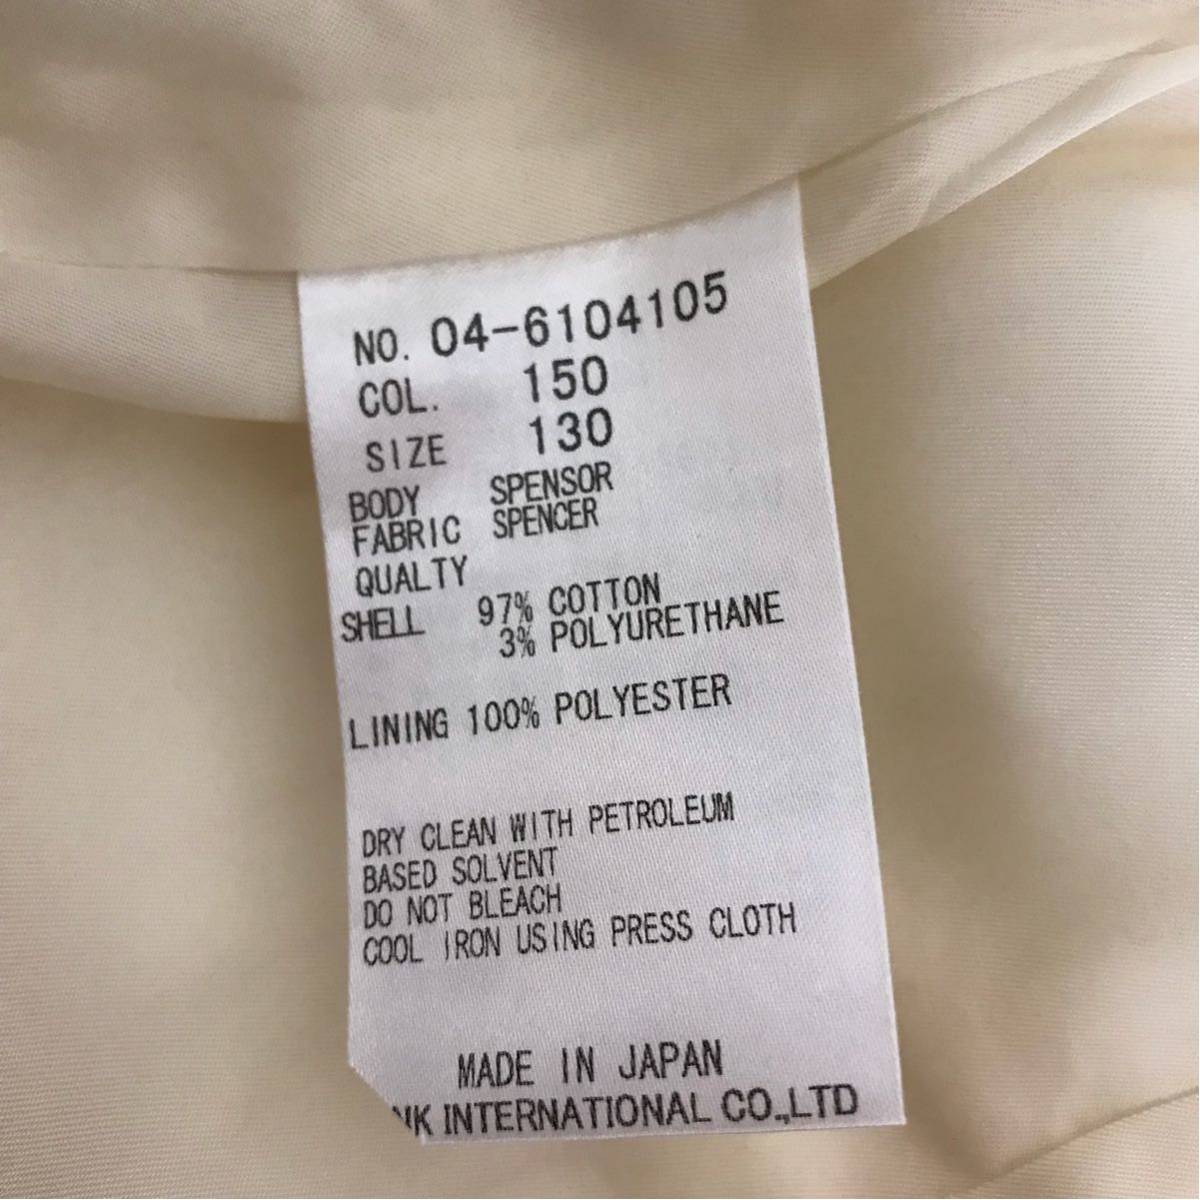 NO. 04-6104105
COL. 150
SIZE 130
BODY SPENSOR
FABRIC SPENCER
QUALTY
SHELL 97% COTTON
3% POLYURETHANE
LINING 100% POLYESTER
DRY CLEAN WITH PETROLEUM
BASED SOLVENT
DO NOT BLEACH
COOL IRON USING PRESS CLOTH
MADE IN JAPAN
INTERNATIONAL CO.,LTD